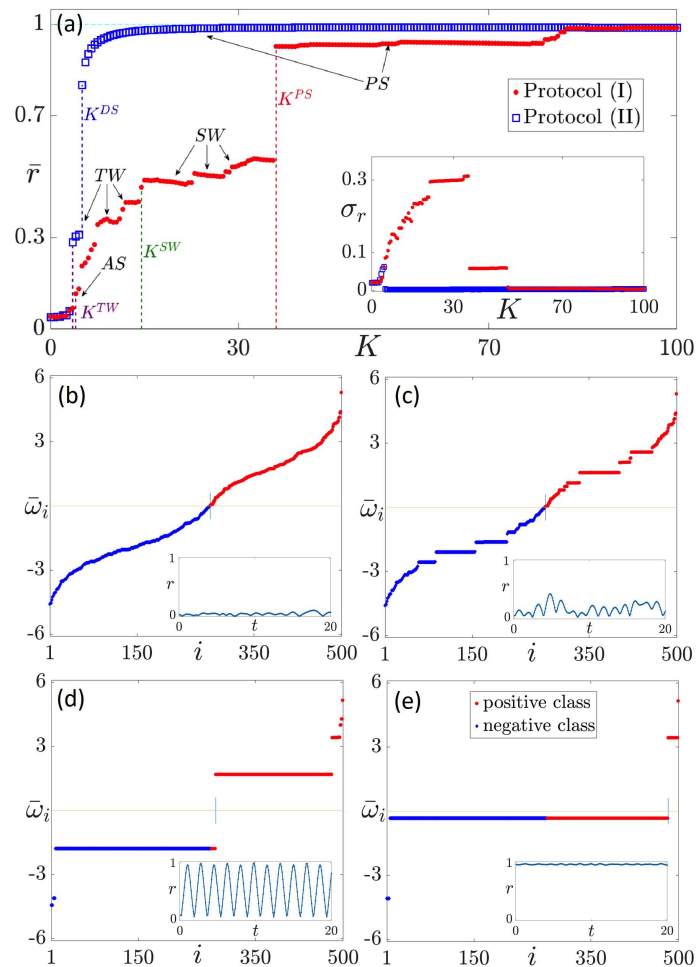 (a)
1
0.7
r̄
0.3
0
K^{DS}
TW
AS
K^{TW}
SW
K^{SW}
K^{PS}
PS
Protocol (I)
Protocol (II)
σ_r
0.3
0.1
0
0 30 K 70 100
0 30 K 70 100
(b)
6
3
ω̄_i
-3
-6
1
r
0
0 t 20
1 150 i 350 500
(c)
6
3
ω̄_i
-3
-6
1
r
0
0 t 20
1 150 i 350 500
(d)
6
3
ω̄_i
-3
-6
1
r
0
0 t 20
1 150 i 350 500
(e)
positive class
negative class
6
3
ω̄_i
-3
-6
1
r
0
0 t 20
1 150 i 350 500